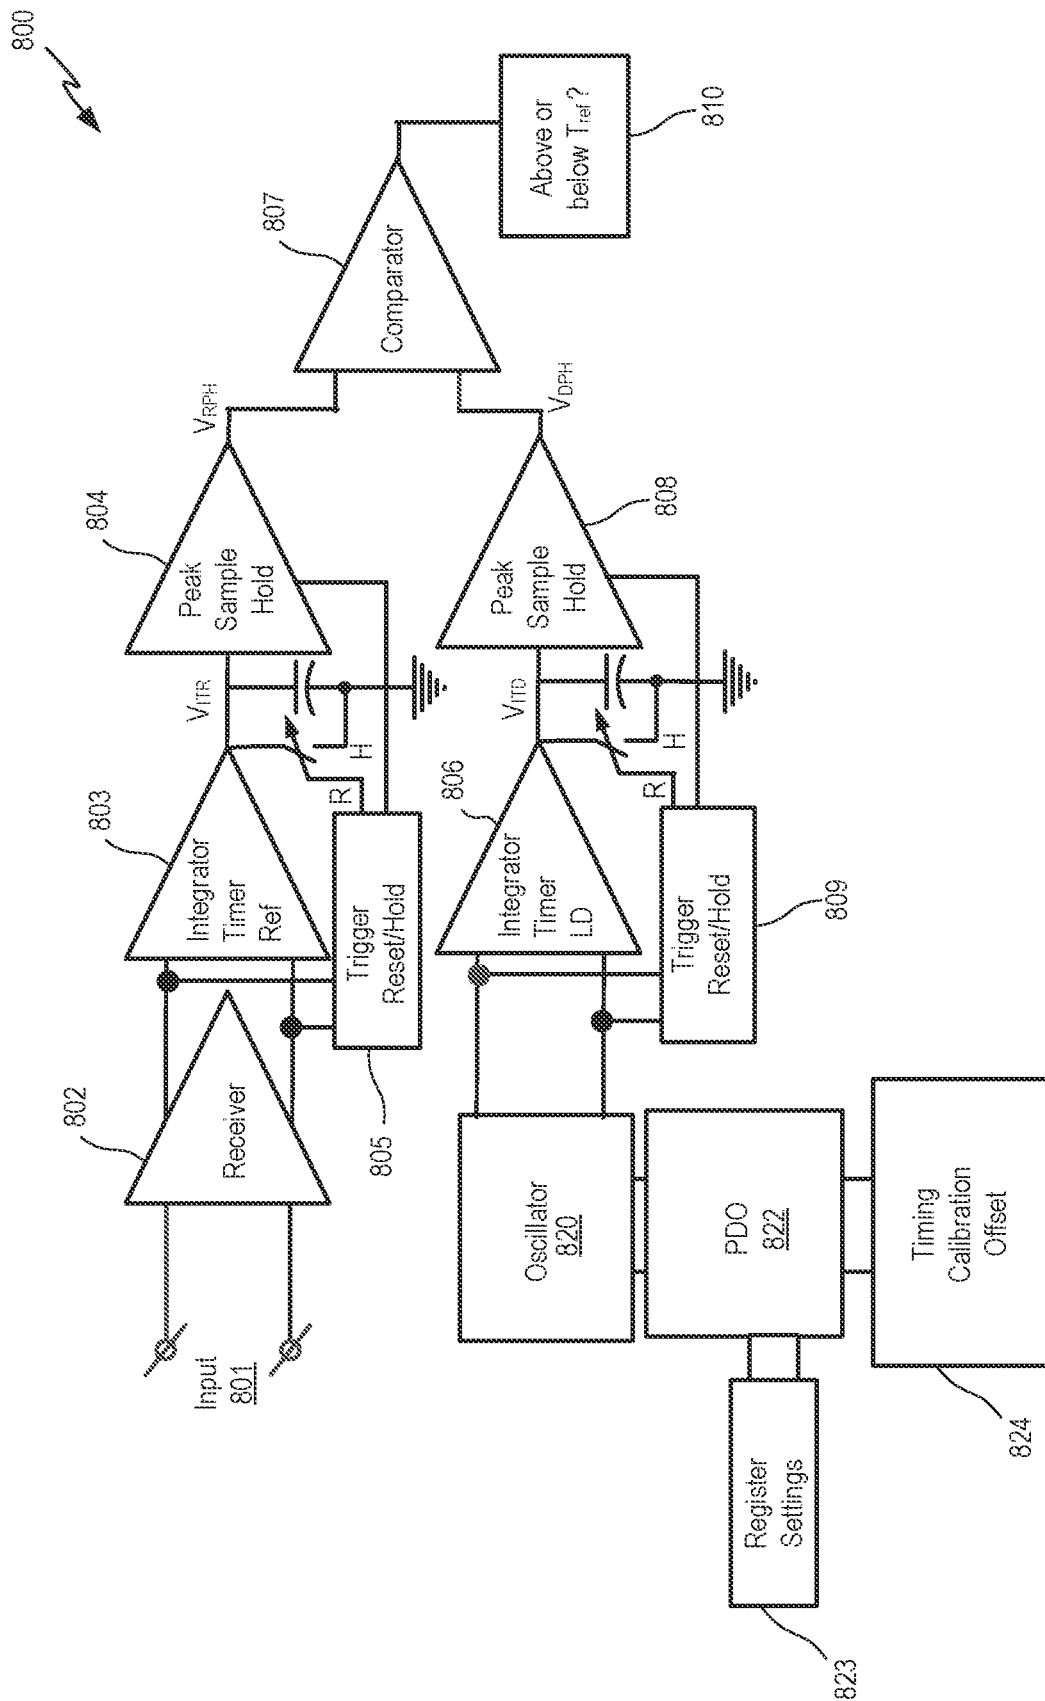 800
Input
801
802
Receiver
803
Integrator
Timer
Ref
VITR
804
Peak
Sample
Hold
VRPH
805
Trigger
Reset/Hold
R
H
807
Comparator
Above or
below Tref?
810
Oscillator
820
806
Integrator
Timer
LD
VITD
808
Peak
Sample
Hold
VDPH
Trigger
Reset/Hold
809
R
H
PDO
822
Register
Settings
823
Timing
Calibration
Offset
824